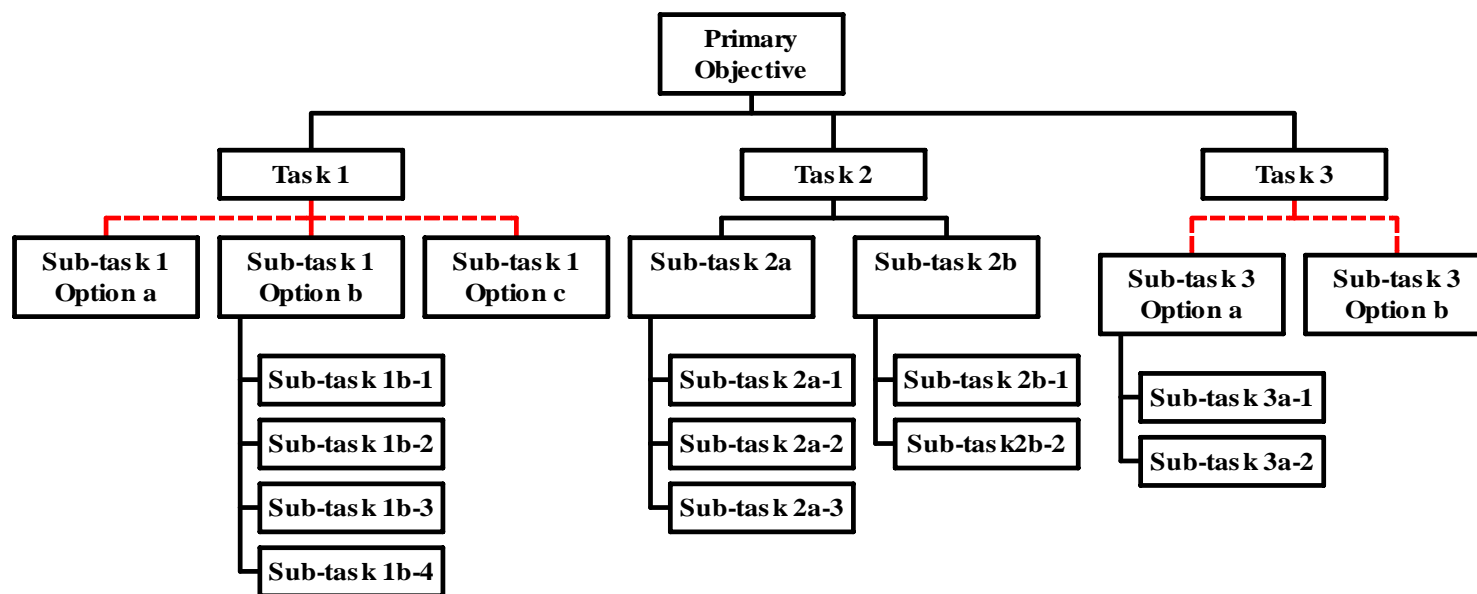 Primary
Objective
Task 1
Task 2
Task 3
Sub-task 1
Option a
Sub-task 1
Option b
Sub-task 1
Option c
Sub-task 2a
Sub-task 2b
Sub-task 3
Option a
Sub-task 3
Option b
Sub-task 1b-1
Sub-task 1b-2
Sub-task 1b-3
Sub-task 1b-4
Sub-task 2a-1
Sub-task 2a-2
Sub-task 2a-3
Sub-task 2b-1
Sub-task2b-2
Sub-task 3a-1
Sub-task 3a-2